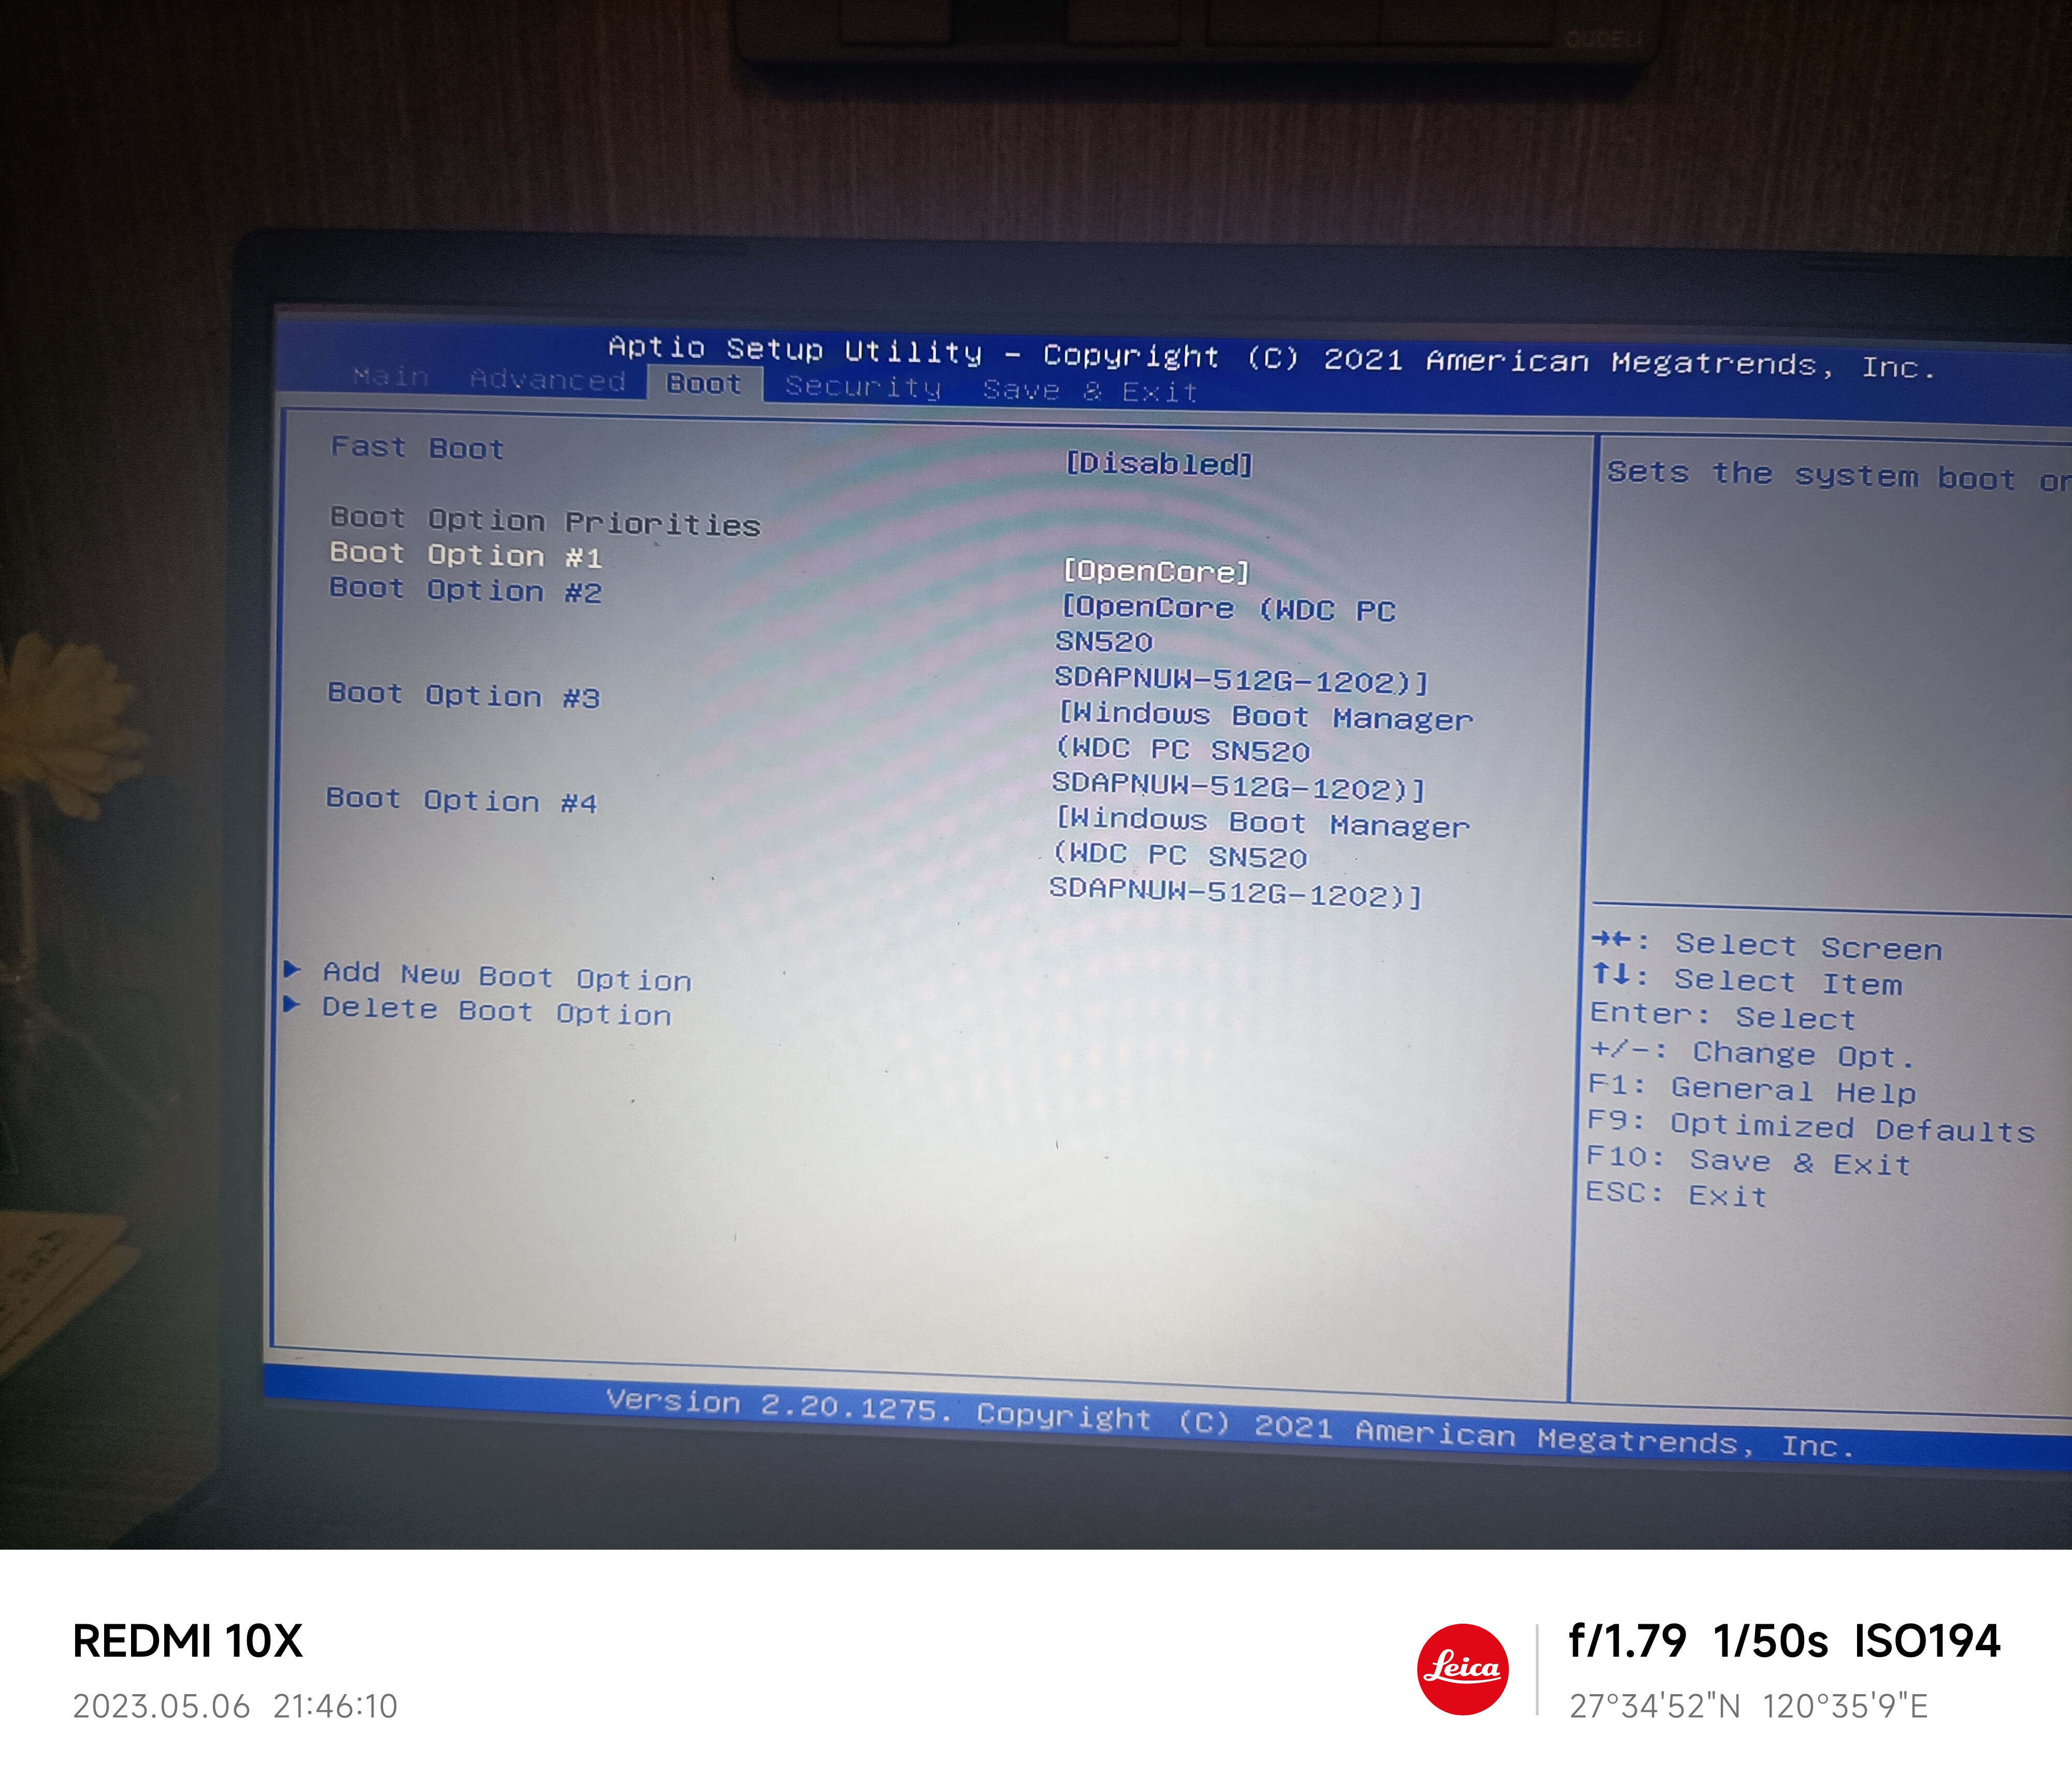 OUDELI
Aptio Setup Utility – Copyright (C) 2021 American Megatrends, Inc.
Main Advanced Boot Security Save & Exit
Fast Boot [Disabled]
Boot Option Priorities
Boot Option #1 [OpenCore]
Boot Option #2 [OpenCore (WDC PC
SN520
SDAPNUW-512G-1202)]
Boot Option #3 [Windows Boot Manager
(WDC PC SN520
SDAPNUW-512G-1202)]
Boot Option #4 [Windows Boot Manager
(WDC PC SN520
SDAPNUW-512G-1202)]
Add New Boot Option
Delete Boot Option
Sets the system boot or
→←: Select Screen
↑↓: Select Item
Enter: Select
+/-: Change Opt.
F1: General Help
F9: Optimized Defaults
F10: Save & Exit
ESC: Exit
Version 2.20.1275. Copyright (C) 2021 American Megatrends, Inc.
REDMI 10X
2023.05.06 21:46:10
Leica
f/1.79 1/50s ISO194
27°34'52"N 120°35'9"E